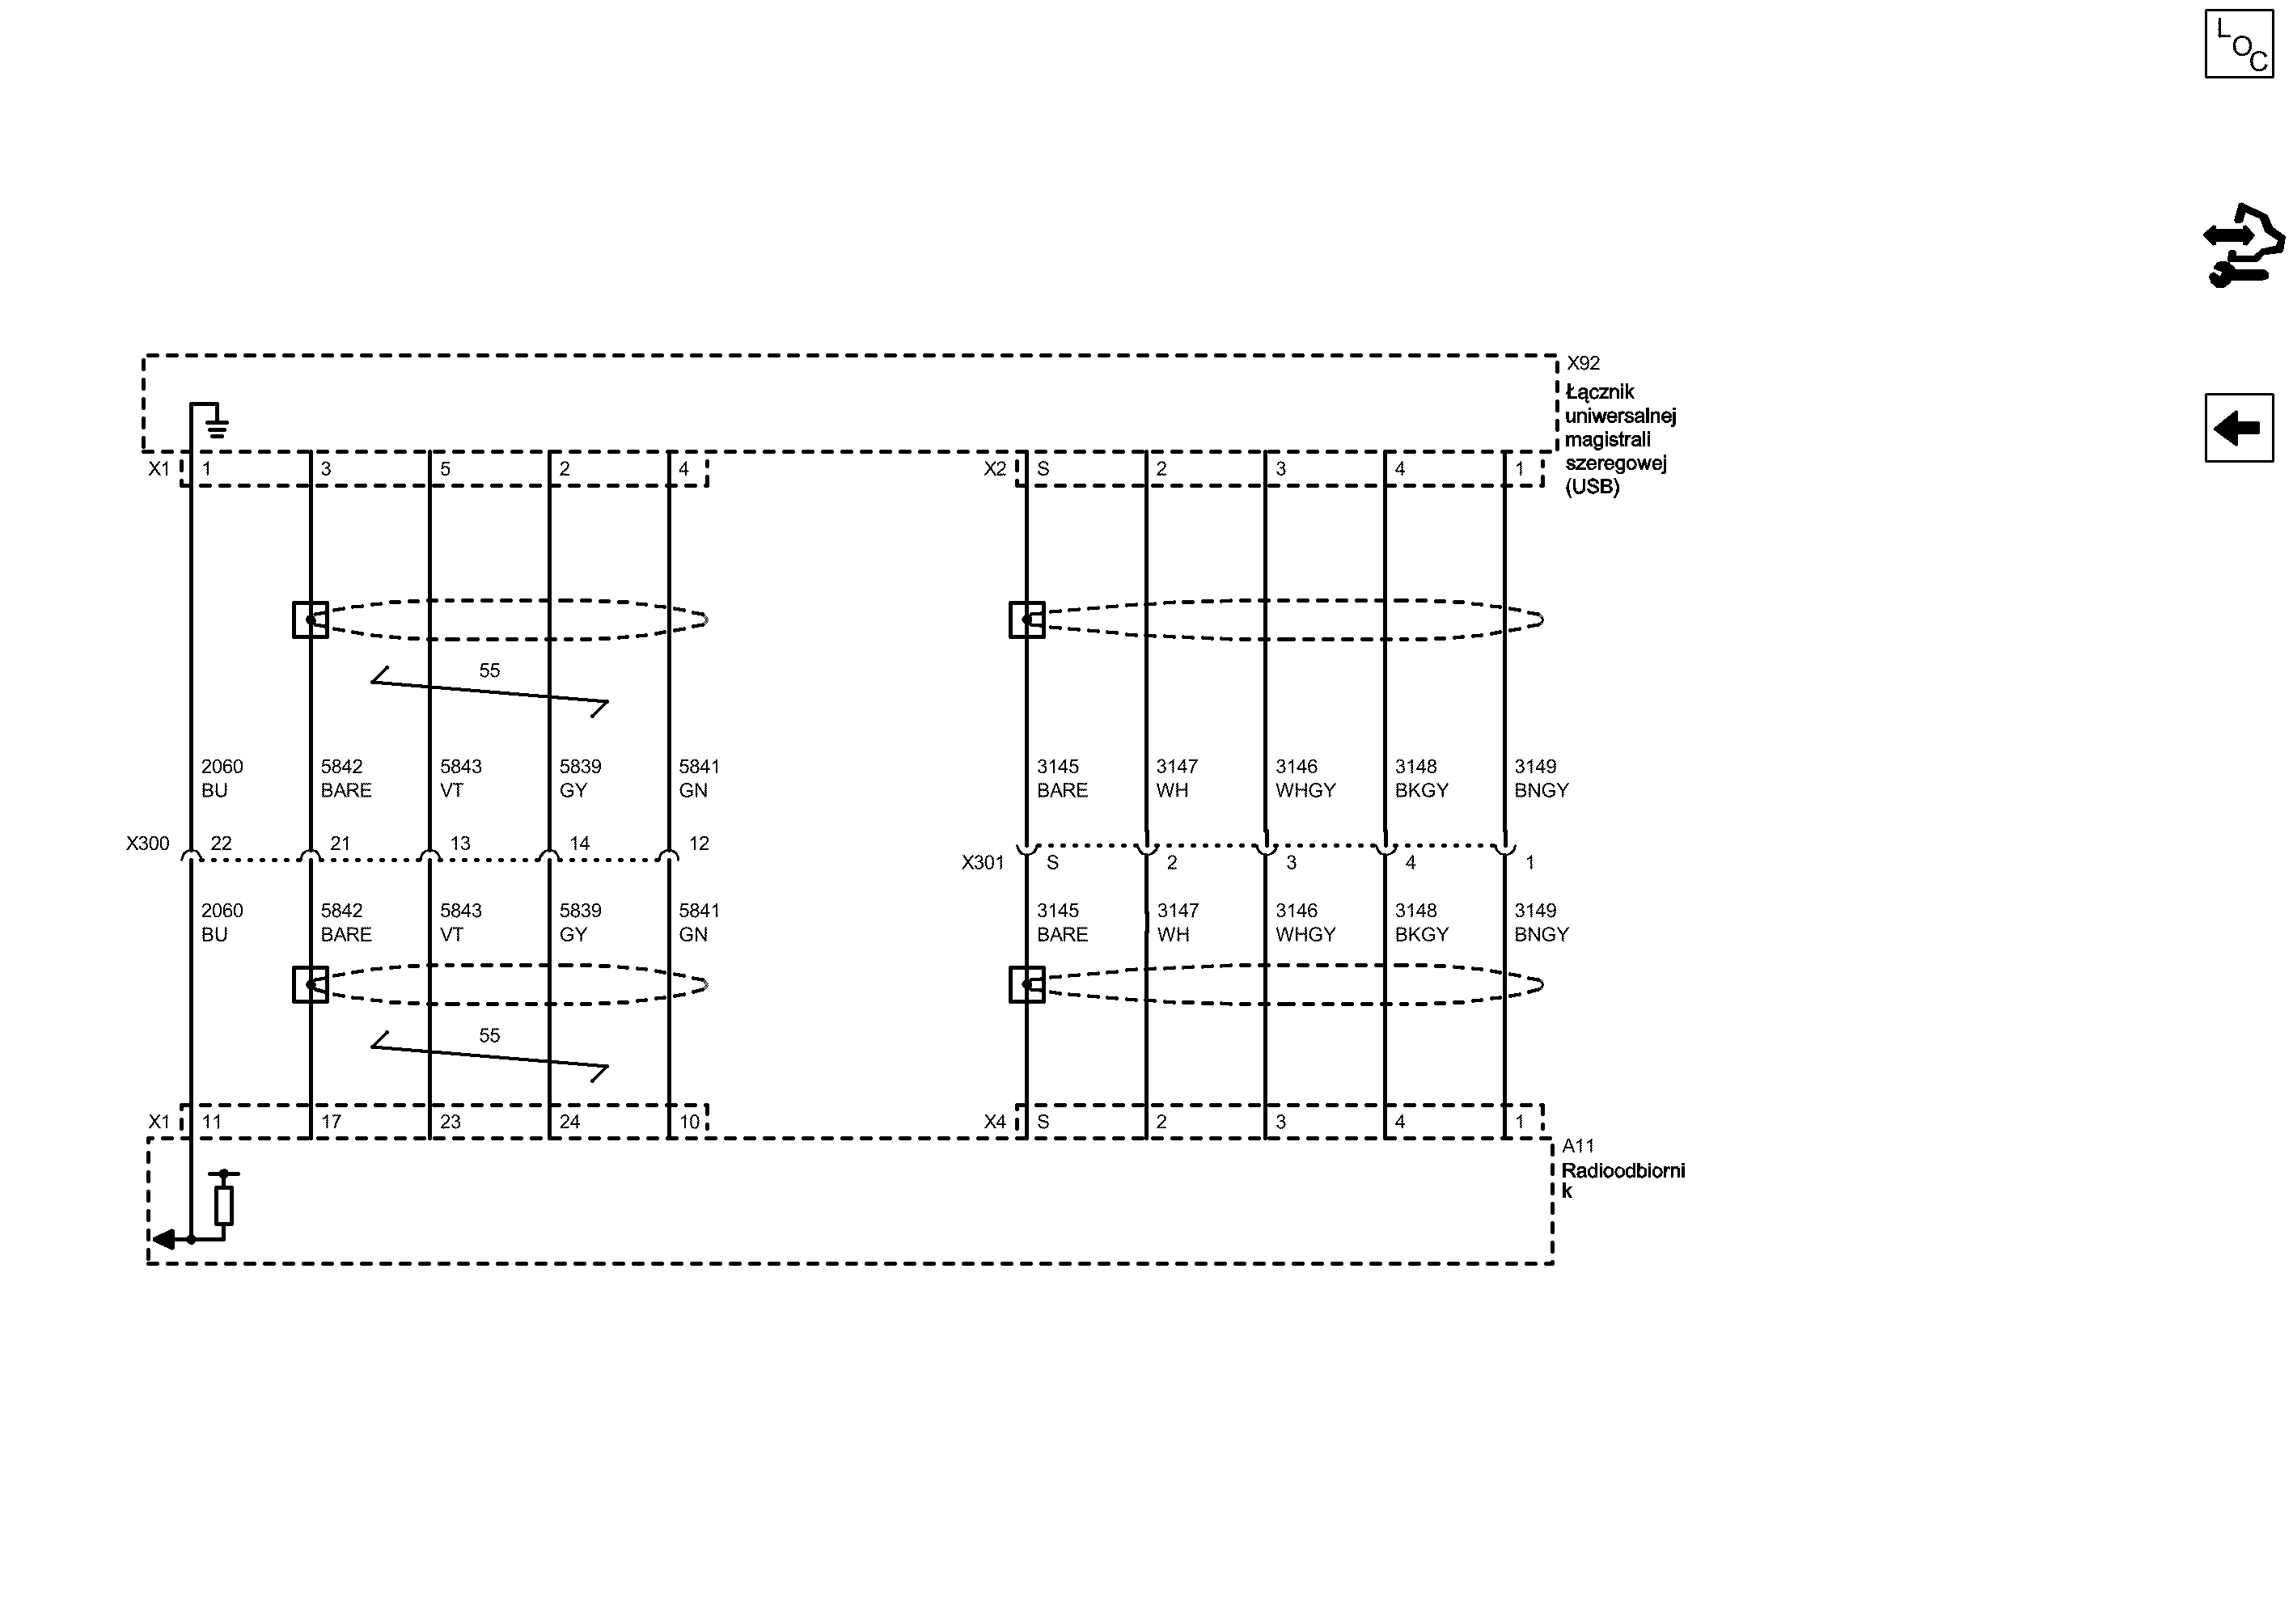 L
O
C
X92
Łącznik
uniwersalnej
magistrali
szeregowej
(USB)
X1 1 3 5 2 4 X2 S 2 3 4 1
55
2060 5842 5843 5839 5841 3145 3147 3146 3148 3149
BU BARE VT GY GN BARE WH WHGY BKGY BNGY
X300 22 21 13 14 12
X301 S 2 3 4 1
2060 5842 5843 5839 5841 3145 3147 3146 3148 3149
BU BARE VT GY GN BARE WH WHGY BKGY BNGY
55
X1 11 17 23 24 10 X4 S 2 3 4 1
A11
Radioodbiorni
k